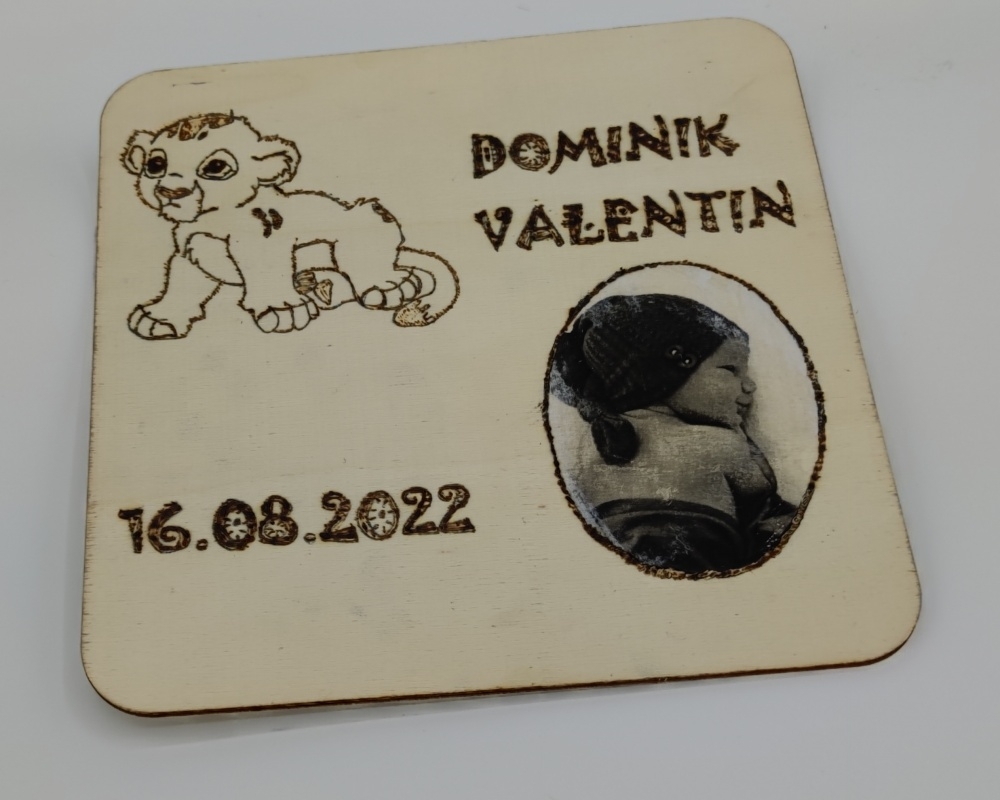 DOMINIK
VALENTIN
16.08.2022